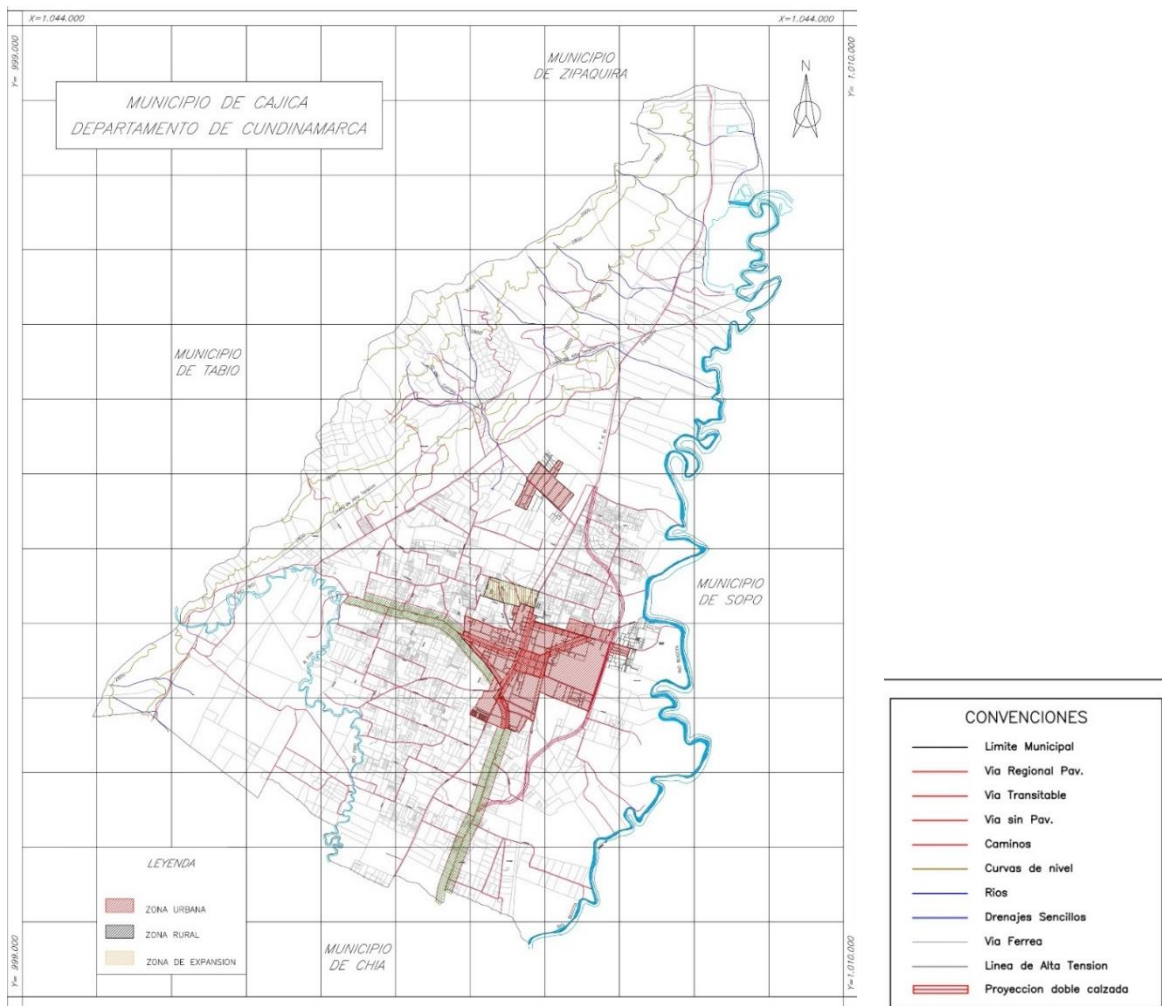 X=1.044.000
X=1.044.000
Y= 999.000
Y= 1.010.000
MUNICIPIO DE CAJICA
DEPARTAMENTO DE CUNDINAMARCA
MUNICIPIO
DE ZIPAQUIRA
N
MUNICIPIO
DE TABIO
MUNICIPIO
DE SOPO
MUNICIPIO
DE CHIA
LEYENDA
ZONA URBANA
ZONA RURAL
ZONA DE EXPANSION
Y= 999.000
Y=1.010.000
CONVENCIONES
Limite Municipal
Via Regional Pav.
Via Transitable
Via sin Pav.
Caminos
Curvas de nivel
Rios
Drenajes Sencillos
Via Ferrea
Linea de Alta Tension
Proyeccion doble calzada